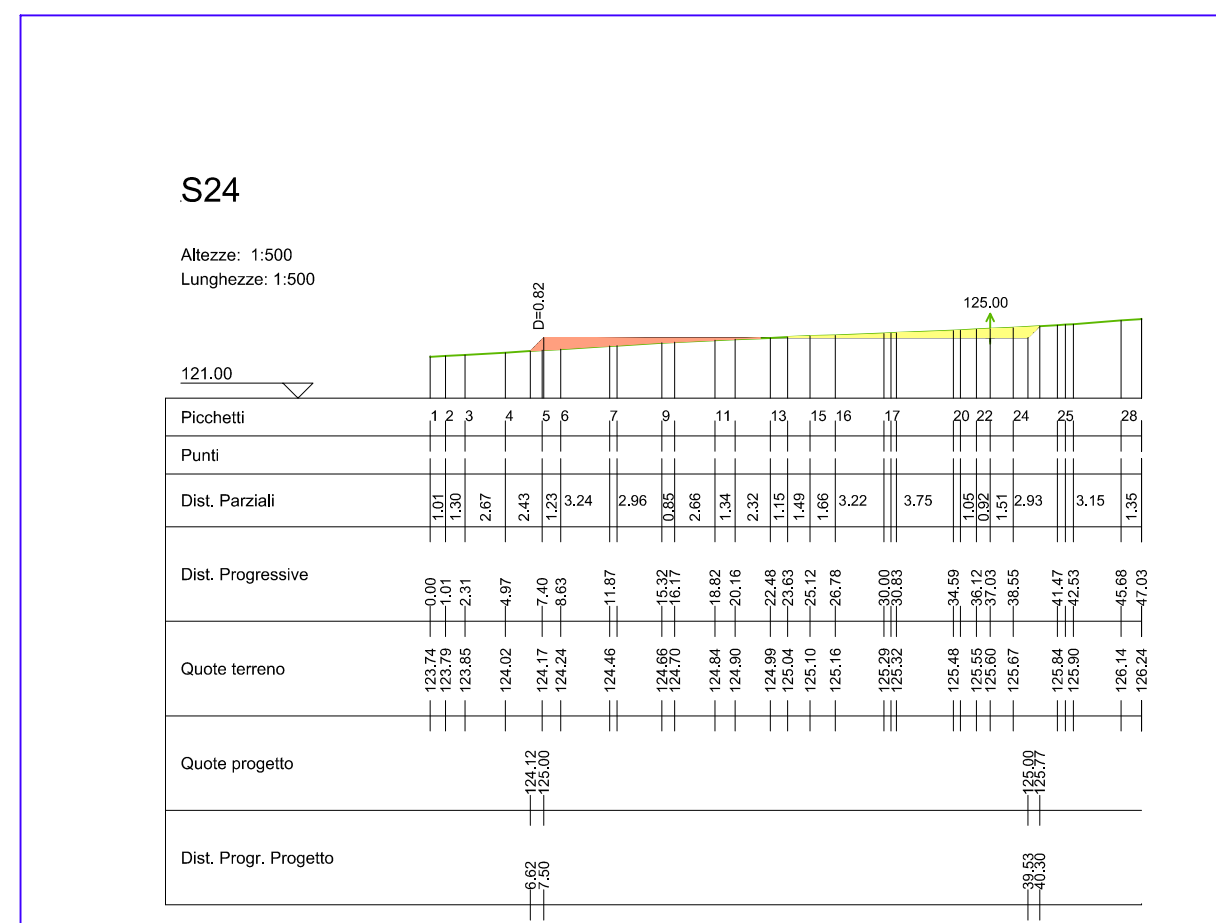 S24
Altezze: 1:500
Lunghezze: 1:500
D=0.82
125.00
121.00
Picchetti 1 2 3 4 5 6 7 9 11 13 15 16 17 20 22 24 25 28
Punti
Dist. Parziali 1.01 1.30 2.67 2.43 1.23 3.24 2.96 0.85 2.66 1.34 2.32 1.15 1.49 1.66 3.22 3.75 1.05 0.92 1.51 2.93 3.15 1.35
Dist. Progressive 0.00 1.01 2.31 4.97 7.40 8.63 11.87 15.32 16.17 18.82 20.16 22.48 23.63 25.12 26.78 30.00 30.83 34.59 36.12 37.03 38.55 41.47 42.53 45.68 47.03
Quote terreno 123.74 123.79 123.85 124.02 124.17 124.24 124.46 124.66 124.70 124.84 124.90 124.99 125.04 125.10 125.16 125.29 125.32 125.48 125.55 125.60 125.67 125.84 125.90 126.14 126.24
Quote progetto 124.12 125.00 125.00 125.77
Dist. Progr. Progetto 6.62 7.50 39.53 40.30